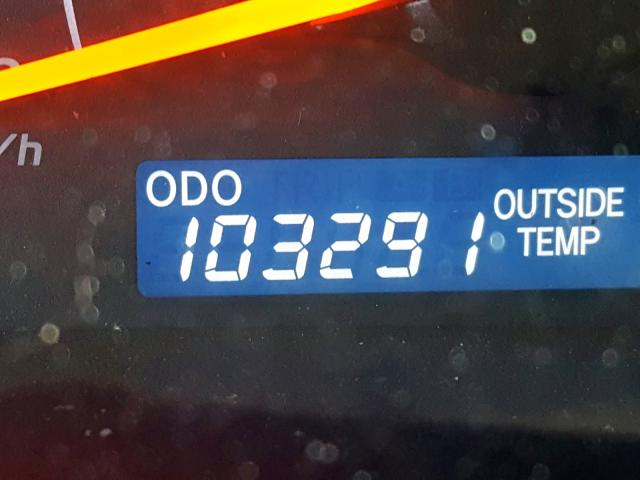 /h
ODO
103291
OUTSIDE
TEMP